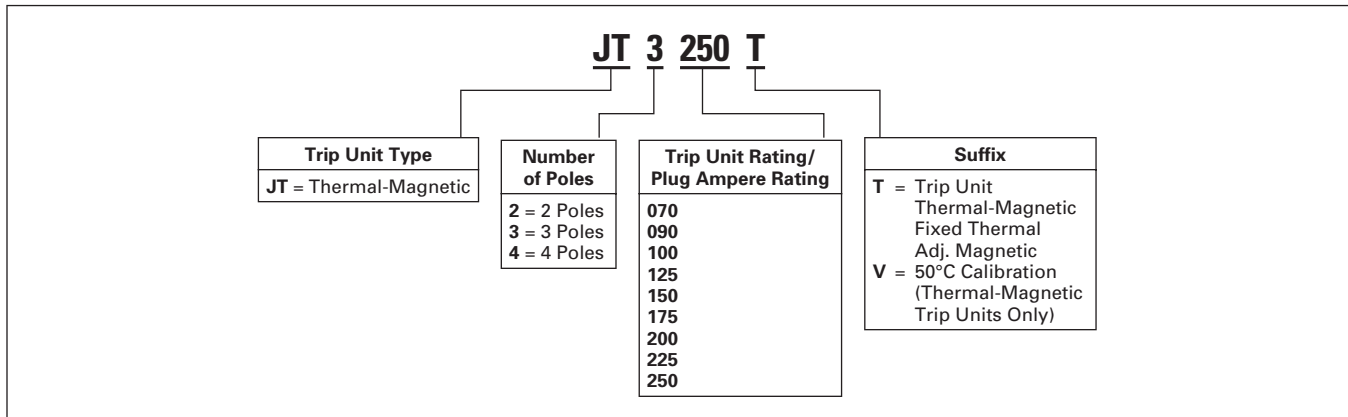 JT 3 250 T
Trip Unit Type
JT = Thermal-Magnetic
Number
of Poles
2 = 2 Poles
3 = 3 Poles
4 = 4 Poles
Trip Unit Rating/
Plug Ampere Rating
070
090
100
125
150
175
200
225
250
Suffix
T = Trip Unit
Thermal-Magnetic
Fixed Thermal
Adj. Magnetic
V = 50°C Calibration
(Thermal-Magnetic
Trip Units Only)